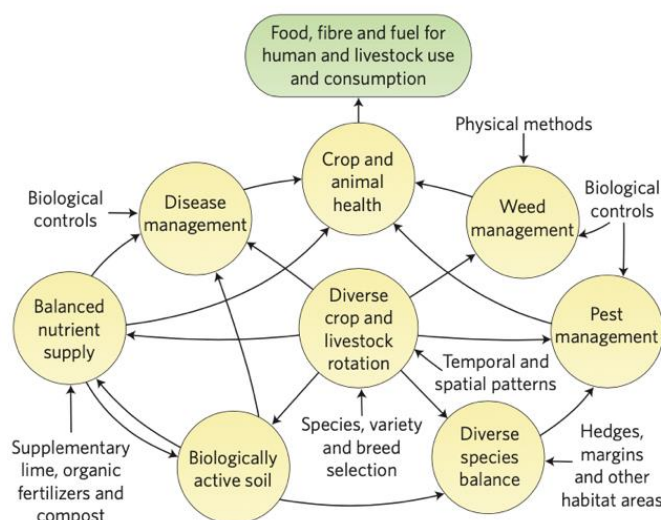 Food, fibre and fuel for
human and livestock use
and consumption
Physical methods
Crop and
animal
health
Biological
controls
Disease
management
Weed
management
Biological
controls
Balanced
nutrient
supply
Diverse
crop and
livestock
rotation
Pest
management
Temporal and
spatial patterns
Supplementary
lime, organic
fertilizers and
compost
Biologically
active soil
Species, variety
and breed
selection
Diverse
species
balance
Hedges,
margins
and other
habitat areas